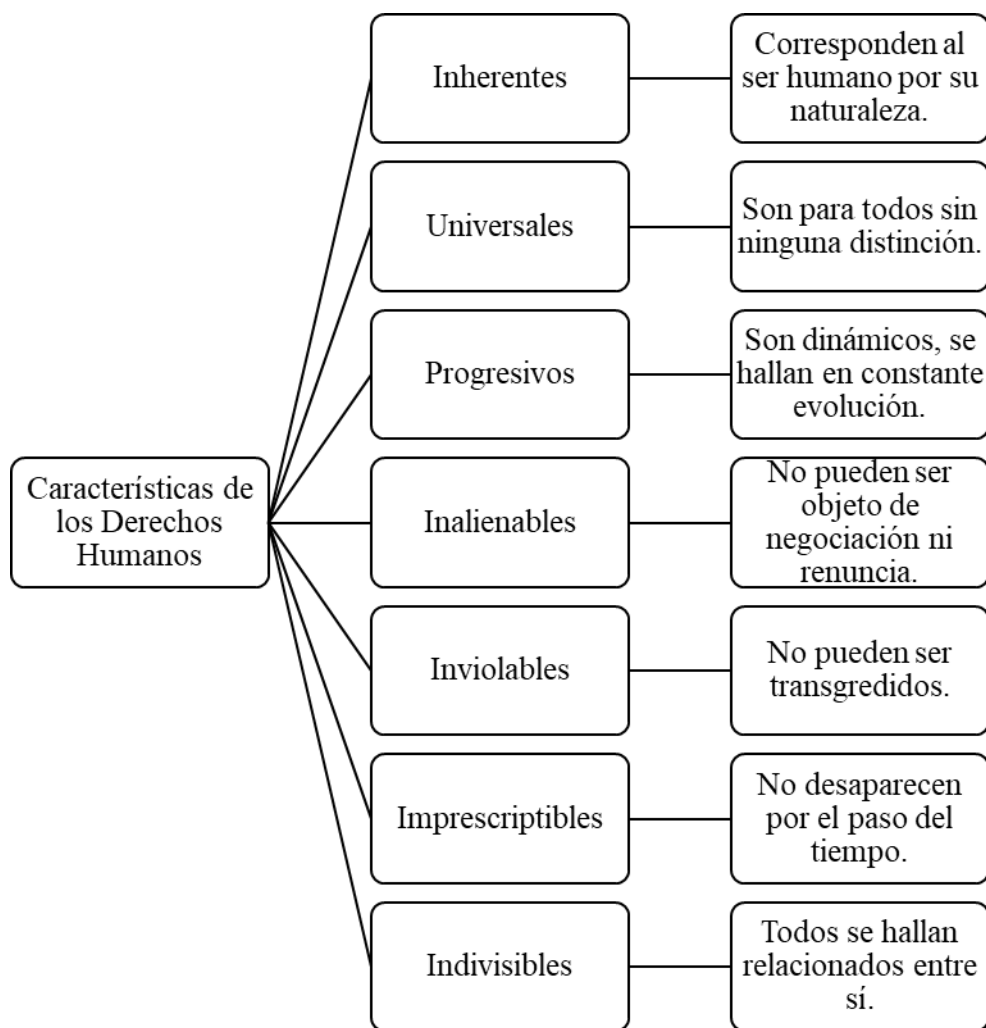 Características de
los Derechos
Humanos
Inherentes
Corresponden al
ser humano por su
naturaleza.
Universales
Son para todos sin
ninguna distinción.
Progresivos
Son dinámicos, se
hallan en constante
evolución.
Inalienables
No pueden ser
objeto de
negociación ni
renuncia.
Inviolables
No pueden ser
transgredidos.
Imprescriptibles
No desaparecen
por el paso del
tiempo.
Indivisibles
Todos se hallan
relacionados entre
sí.